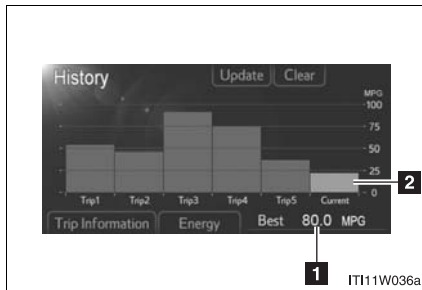 History Update Clear
MPG
100
75
50
25
0
2
Trip1 Trip2 Trip3 Trip4 Trip5 Current
Trip Information Energy Best 80.0 MPG
1
ITI11W036a